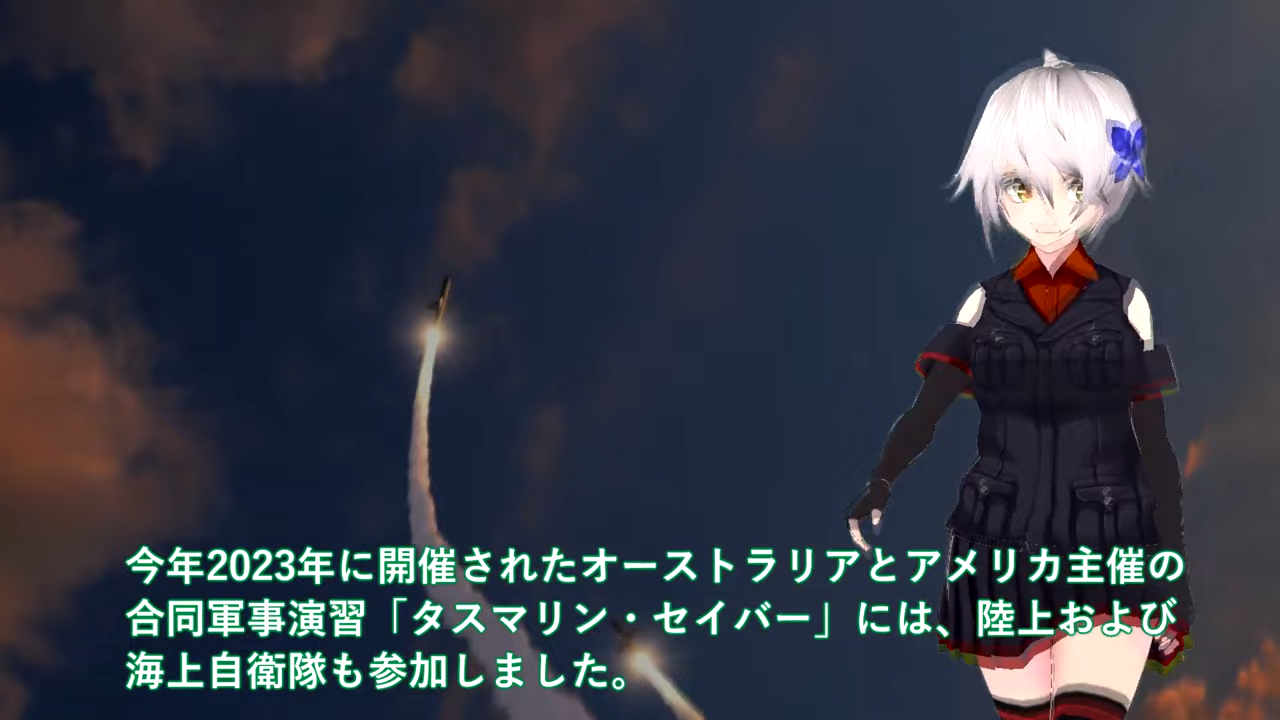 今年2023年に開催されたオーストラリアとアメリカ主催の
合同軍事演習「タスマリン・セイバー」には、陸上および
海上自衛隊も参加しました。